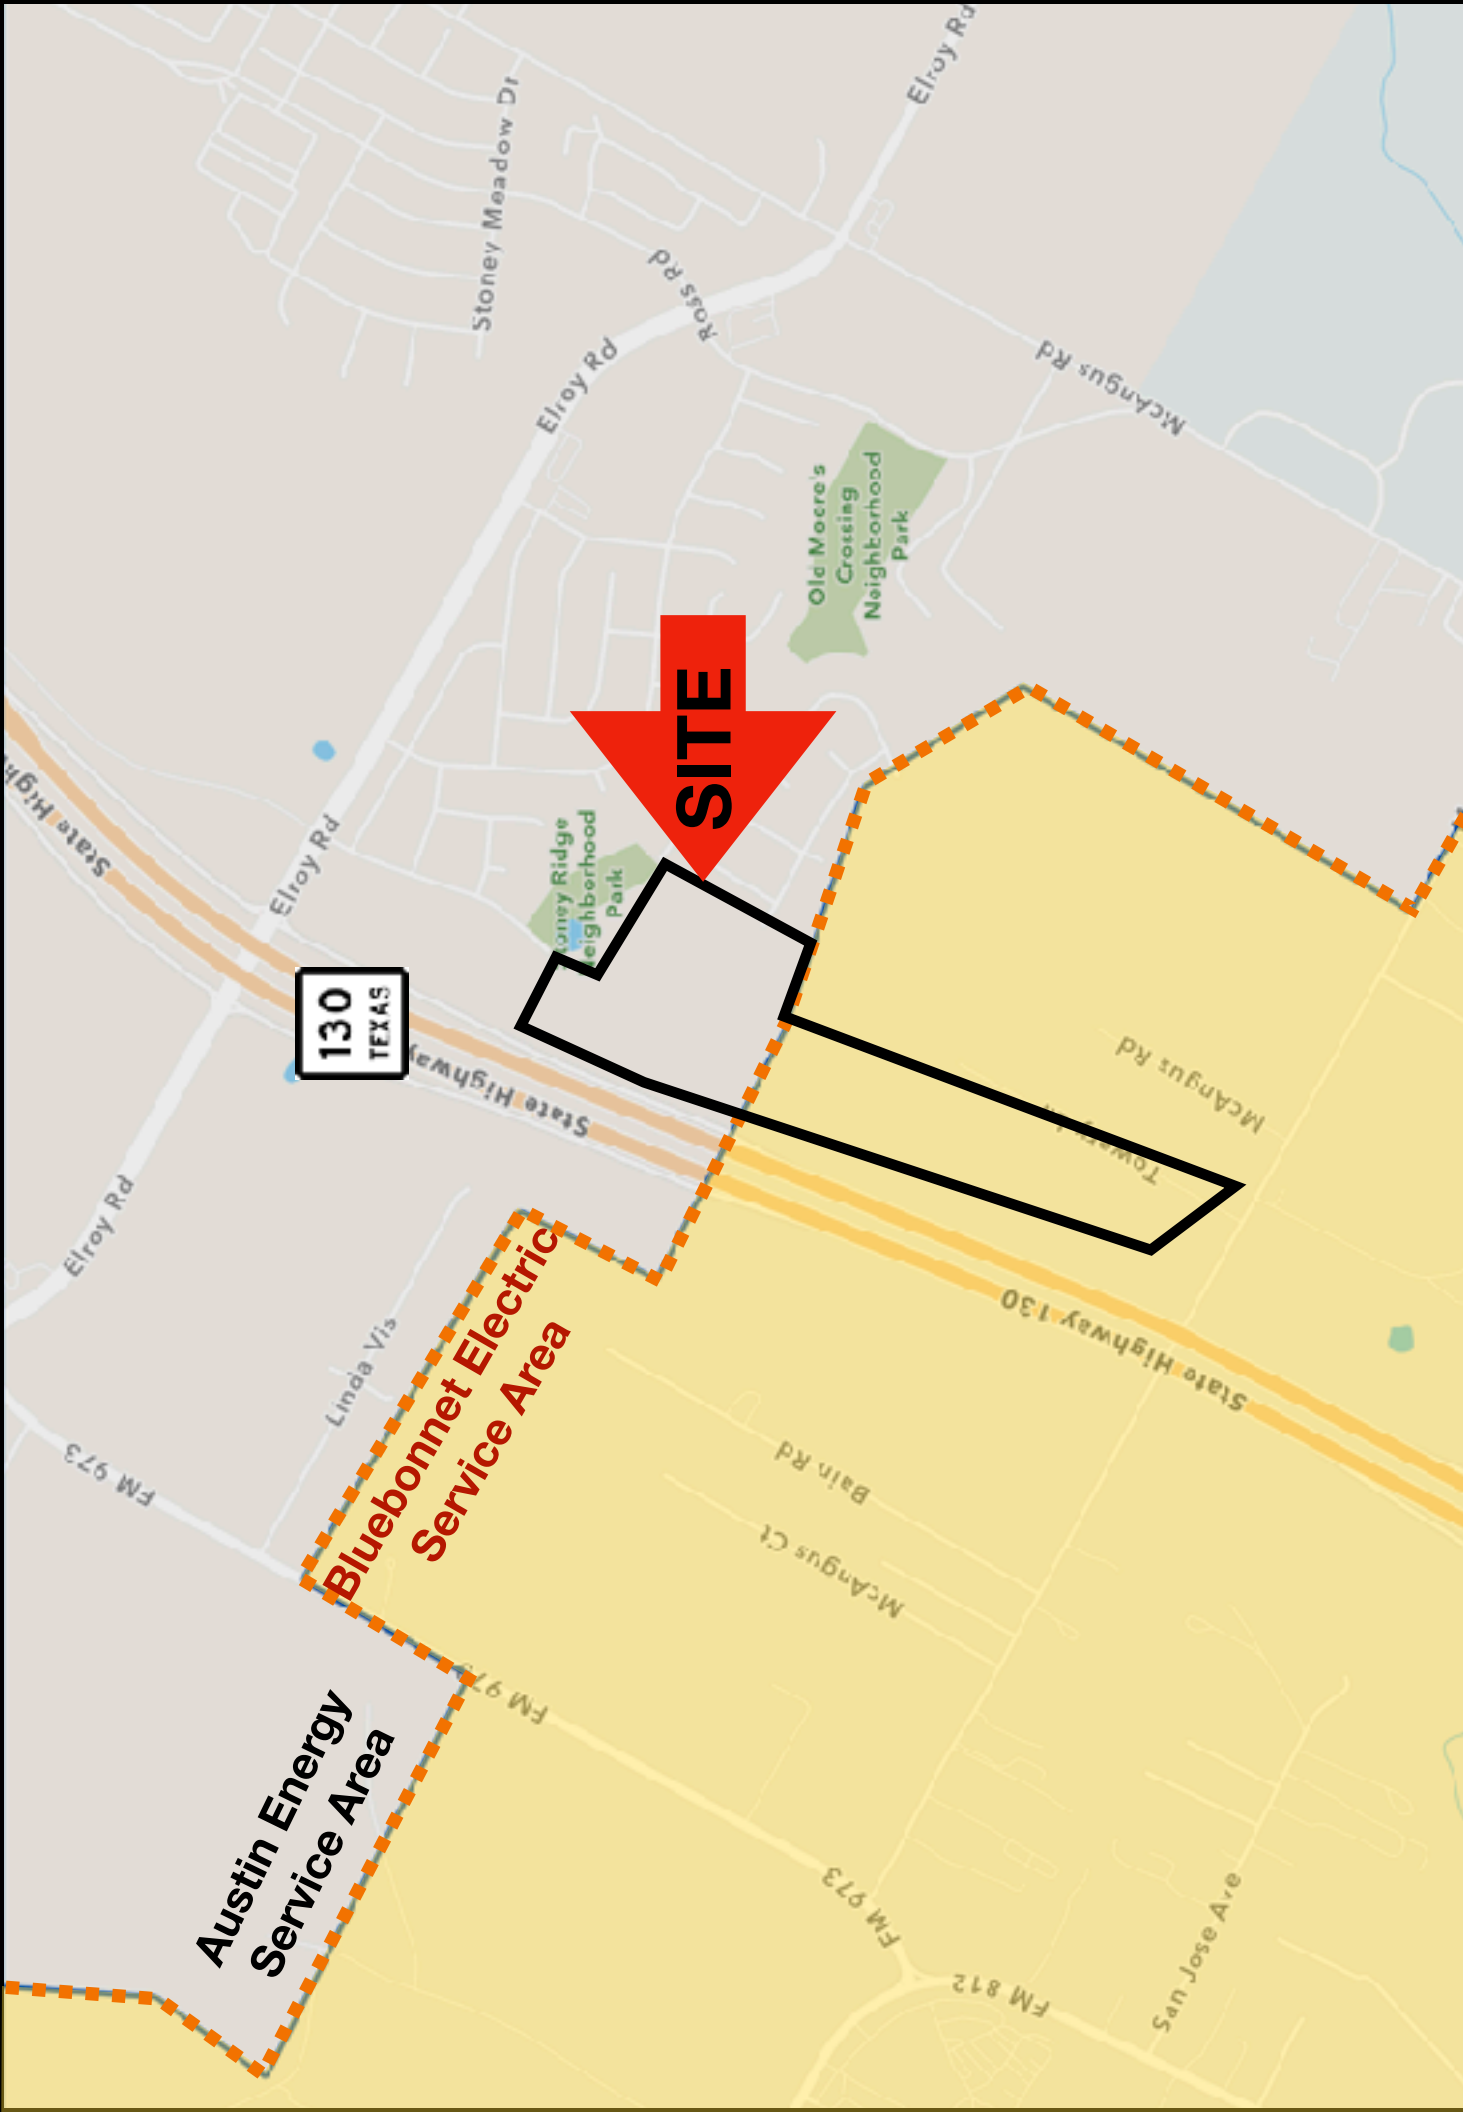 Elroy Rd
Stoney Meadow Dr
Ross Rd
Elroy Rd
McAngus Rd
Old Moore's
Crossing
Neighborhood
Park
SITE
State High
Elroy Rd
Ridge
Neighborhood
Park
130
TEXAS
State Highway
McAngus Rd
Elroy Rd
State Highway 130
Bluebonnet Electric
Service Area
Linda Vis
FM 973
Bain Rd
McAngus Ct
FM 973
Austin Energy
Service Area
FM 973
FM 812
San Jose Ave